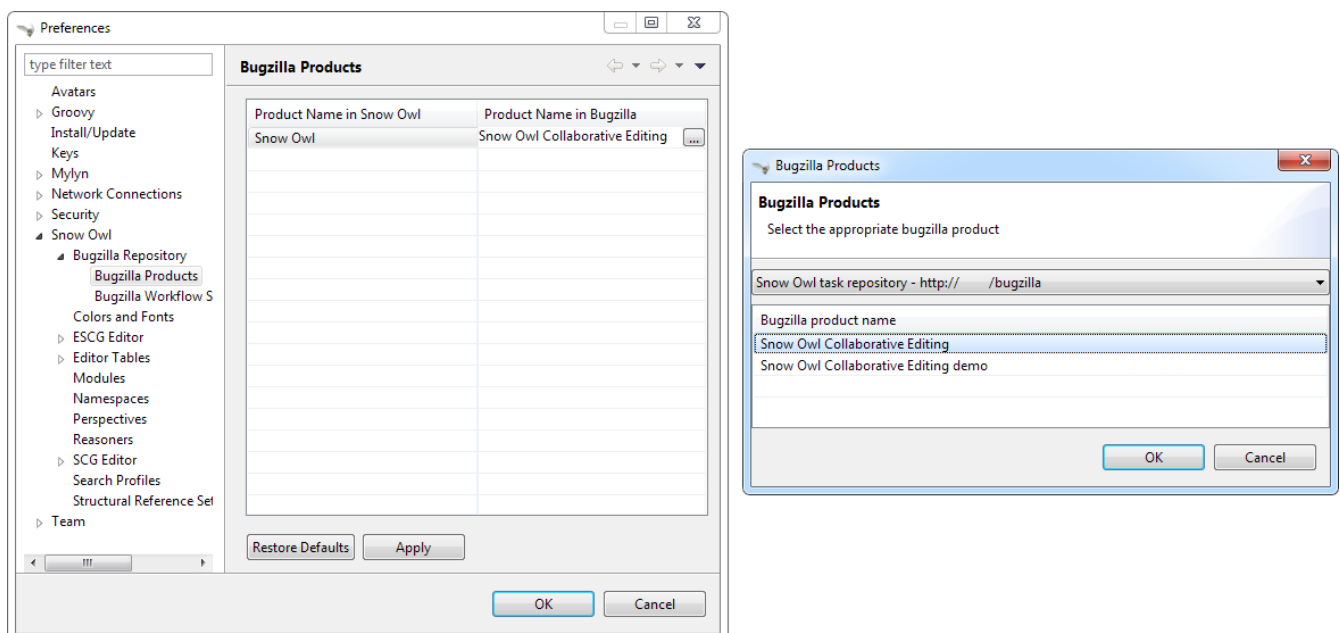 Preferences
type filter text
Avatars
Groovy
Install/Update
Keys
Mylyn
Network Connections
Security
Snow Owl
Bugzilla Repository
Bugzilla Products
Bugzilla Workflow S
Colors and Fonts
ESCG Editor
Editor Tables
Modules
Namespaces
Perspectives
Reasoners
SCG Editor
Search Profiles
Structural Reference Set
Team
Bugzilla Products
Product Name in Snow Owl Product Name in Bugzilla
Snow Owl Snow Owl Collaborative Editing ...
Restore Defaults Apply
OK Cancel
Bugzilla Products
Bugzilla Products
Select the appropriate bugzilla product
Snow Owl task repository - http:// /bugzilla
Bugzilla product name
Snow Owl Collaborative Editing
Snow Owl Collaborative Editing demo
OK Cancel